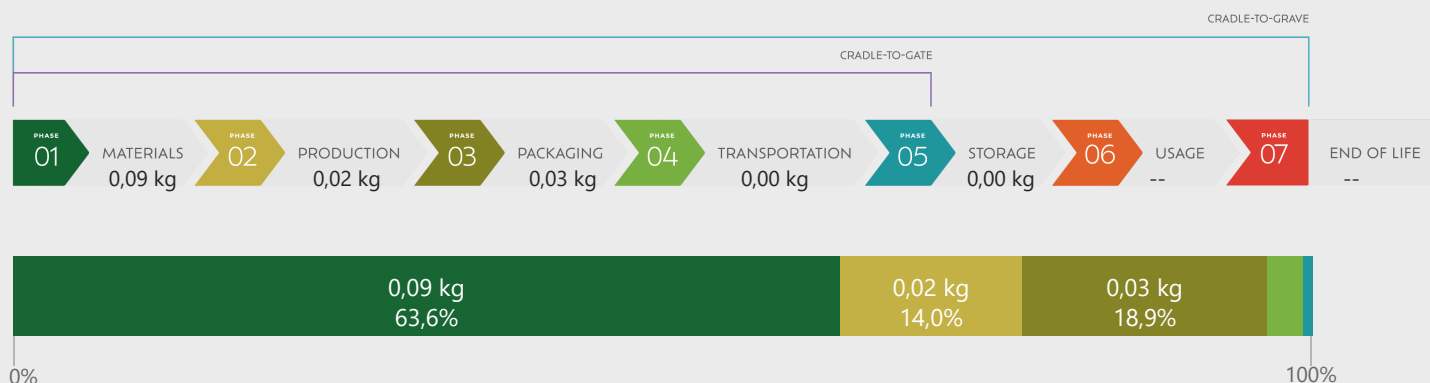 CRADLE-TO-GRAVE
CRADLE-TO-GATE
PHASE
01
MATERIALS
0,09 kg
PHASE
02
PRODUCTION
0,02 kg
PHASE
03
PACKAGING
0,03 kg
PHASE
04
TRANSPORTATION
0,00 kg
PHASE
05
STORAGE
0,00 kg
PHASE
06
USAGE
--
PHASE
07
END OF LIFE
--
0,09 kg
63,6%
0,02 kg
14,0%
0,03 kg
18,9%
0%
100%